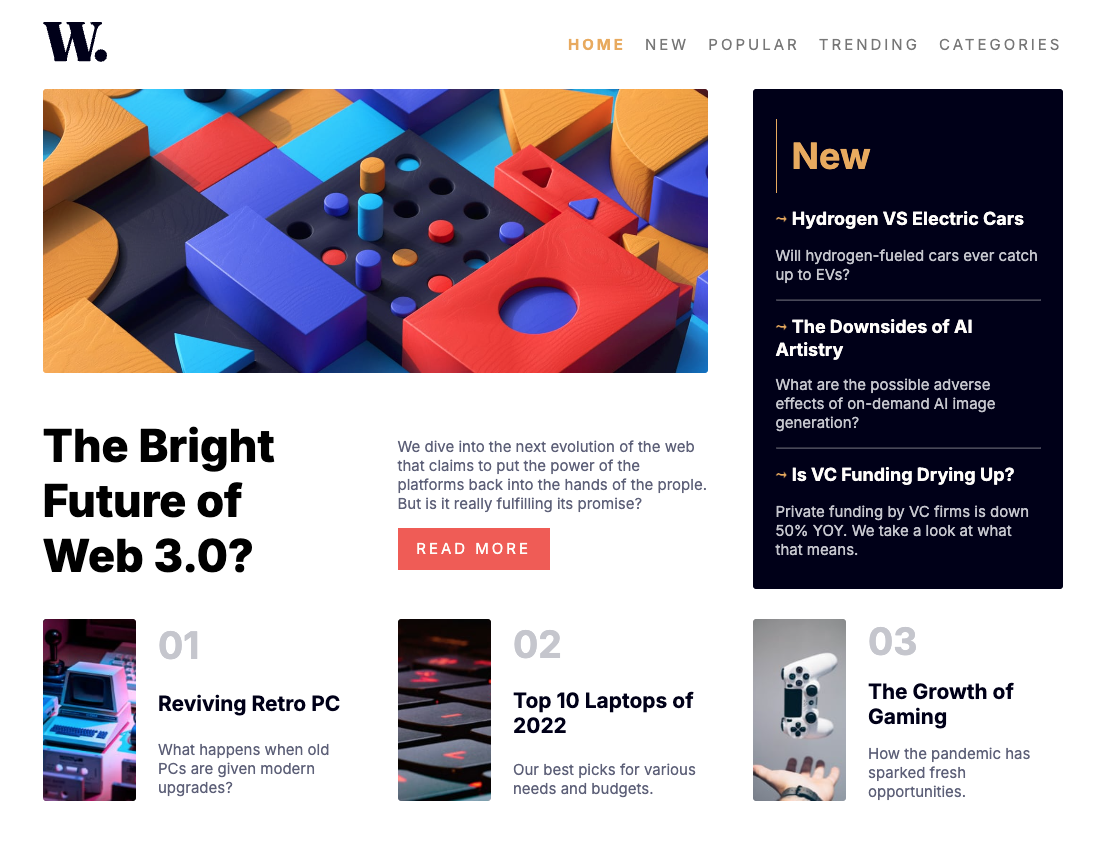 W.
HOME NEW POPULAR TRENDING CATEGORIES
The Bright
Future of
Web 3.0?
We dive into the next evolution of the web
that claims to put the power of the
platforms back into the hands of the prople.
But is it really fulfilling its promise?
READ MORE
New
→ Hydrogen VS Electric Cars
Will hydrogen-fueled cars ever catch
up to EVs?
→ The Downsides of AI
Artistry
What are the possible adverse
effects of on-demand AI image
generation?
→ Is VC Funding Drying Up?
Private funding by VC firms is down
50% YOY. We take a look at what
that means.
01
Reviving Retro PC
What happens when old
PCs are given modern
upgrades?
02
Top 10 Laptops of
2022
Our best picks for various
needs and budgets.
03
The Growth of
Gaming
How the pandemic has
sparked fresh
opportunities.